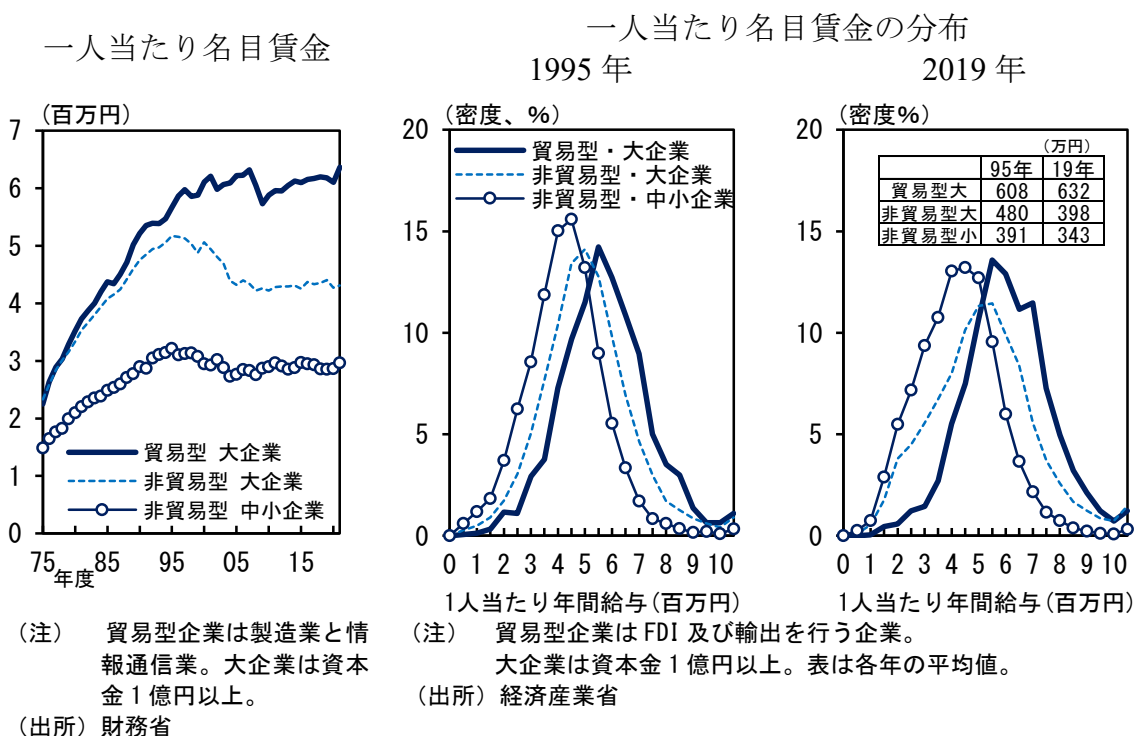 一人当たり名目賃金
(百万円)
7
6
5
4
3
2
1
0
貿易型 大企業
非貿易型 大企業
非貿易型 中小企業
75 85 95 05 15
年度
(注) 貿易型企業は製造業と情
報通信業。大企業は資本
金1億円以上。
(出所) 財務省
一人当たり名目賃金の分布
1995 年
(密度、%)
20
15
10
5
0
貿易型・大企業
非貿易型・大企業
非貿易型・中小企業
0 1 2 3 4 5 6 7 8 9 10
1人当たり年間給与(百万円)
2019 年
(密度%)
20
15
10
5
0
(万円)
95年 19年
貿易型大 608 632
非貿易型大 480 398
非貿易型小 391 343
0 1 2 3 4 5 6 7 8 9 10
1人当たり年間給与(百万円)
(注) 貿易型企業は FDI 及び輸出を行う企業。
大企業は資本金1億円以上。表は各年の平均値。
(出所) 経済産業省